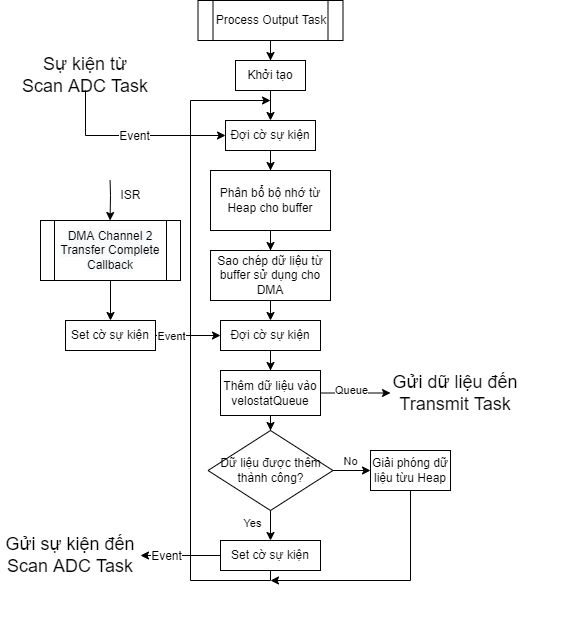 Process Output Task
Khởi tạo
Sự kiện từ
Scan ADC Task
Event
Đợi cờ sự kiện
ISR
Phân bổ bộ nhớ từ
Heap cho buffer
DMA Channel 2
Transfer Complete
Callback
Sao chép dữ liệu từ
buffer sử dụng cho
DMA
Set cờ sự kiện
Event
Đợi cờ sự kiện
Thêm dữ liệu vào
velostatQueue
Queue
Gửi dữ liệu đến
Transmit Task
Dữ liệu được thêm
thành công?
No
Giải phóng dữ
liệu từu Heap
Yes
Set cờ sự kiện
Event
Gửi sự kiện đến
Scan ADC Task